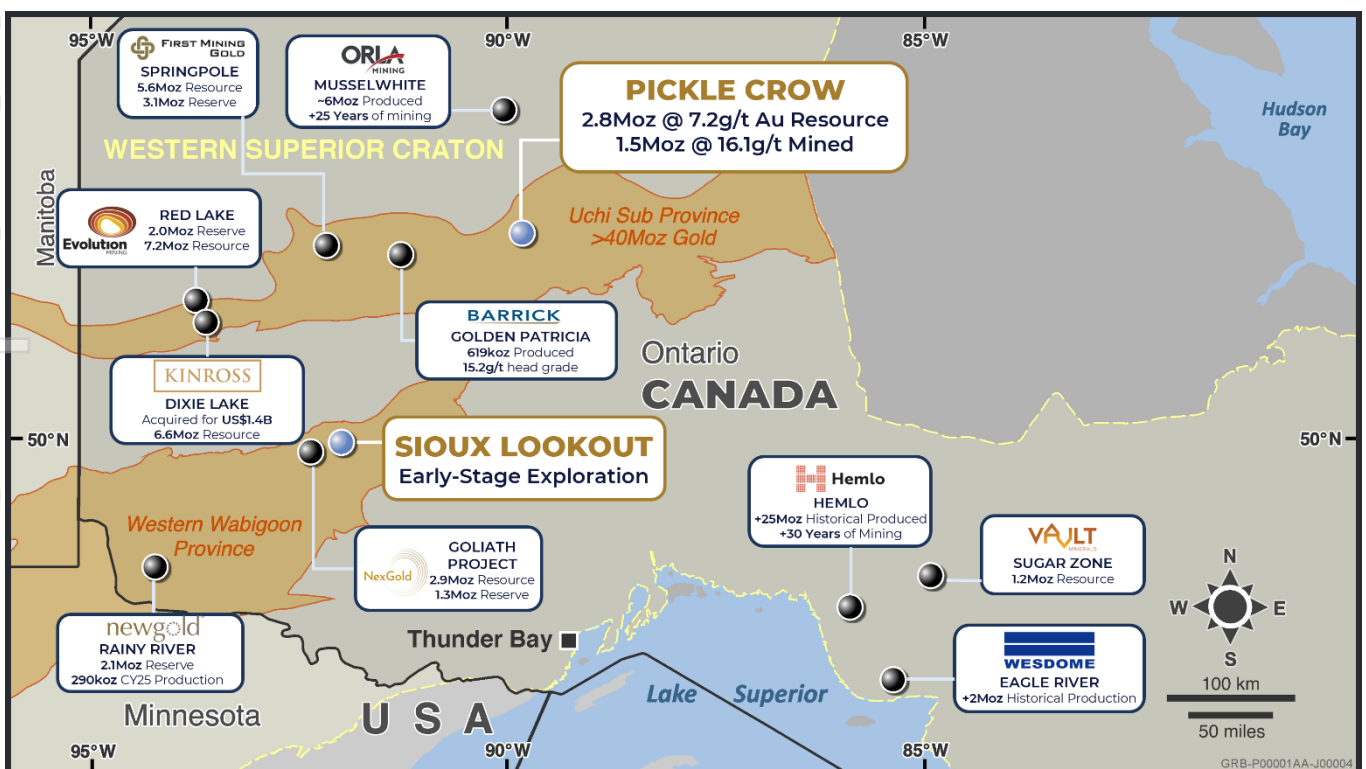 95°W
90°W
85°W
FIRST MINING
GOLD
SPRINGPOLE
5.6Moz Resource
3.1Moz Reserve
ORLA
MINING
MUSSELWHITE
~6Moz Produced
+25 Years of mining
PICKLE CROW
2.8Moz @ 7.2g/t Au Resource
1.5Moz @ 16.1g/t Mined
Hudson
Bay
WESTERN SUPERIOR CRATON
Manitoba
Evolution
MINING
RED LAKE
2.0Moz Reserve
7.2Moz Resource
Uchi Sub Province
>40Moz Gold
BARRICK
GOLDEN PATRICIA
619koz Produced
15.2g/t head grade
Ontario
CANADA
KINROSS
DIXIE LAKE
Acquired for US$1.4B
6.6Moz Resource
50°N
50°N
SIOUX LOOKOUT
Early-Stage Exploration
Hemlo
HEMLO
+25Moz Historical Produced
+30 Years of Mining
Western Wabigoon
Province
NexGold
GOLIATH
PROJECT
2.9Moz Resource
1.3Moz Reserve
VAULT
MINERALS
SUGAR ZONE
1.2Moz Resource
N
W
E
S
newgold
RAINY RIVER
2.1Moz Reserve
290koz CY25 Production
Thunder Bay
WESDOME
EAGLE RIVER
+2Moz Historical Production
Lake Superior
100 km
50 miles
Minnesota
USA
95°W
90°W
85°W
GRB-P00001AA-J00004